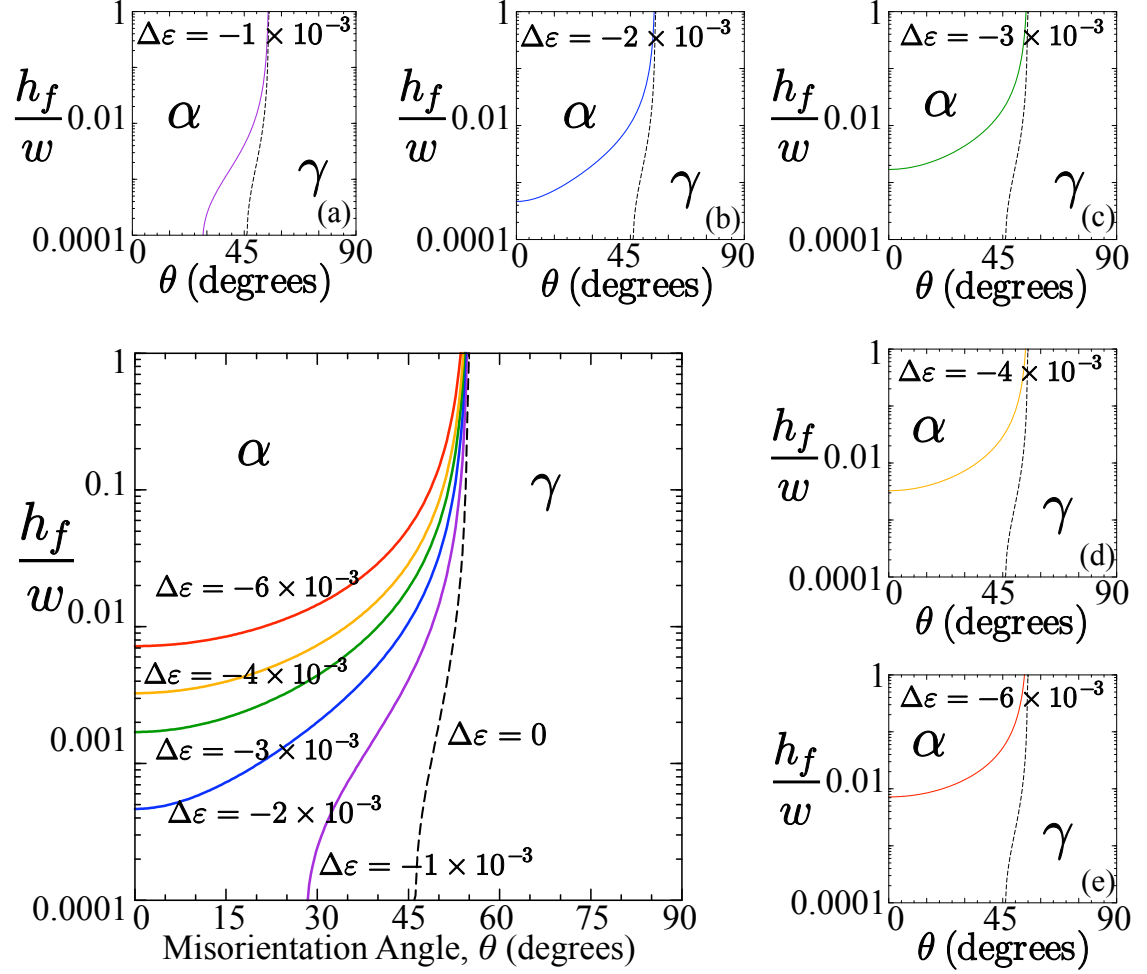 1
Δε = −1 × 10⁻³
h_f
w
0.01
α
γ
(a)
0.0001
0
45
90
θ (degrees)
1
Δε = −2 × 10⁻³
h_f
w
0.01
α
γ
(b)
0.0001
0
45
90
θ (degrees)
1
Δε = −3 × 10⁻³
h_f
w
0.01
α
γ
(c)
0.0001
0
45
90
θ (degrees)
1
α
0.1
γ
h_f
w
0.01
Δε = −6 × 10⁻³
Δε = −4 × 10⁻³
0.001
Δε = −3 × 10⁻³
Δε = 0
Δε = −2 × 10⁻³
Δε = −1 × 10⁻³
0.0001
0 15 30 45 60 75 90
Misorientation Angle, θ (degrees)
1
Δε = −4 × 10⁻³
α
h_f
w
0.01
γ
(d)
0.0001
0
45
90
θ (degrees)
1
Δε = −6 × 10⁻³
α
h_f
w
0.01
γ
(e)
0.0001
0
45
90
θ (degrees)